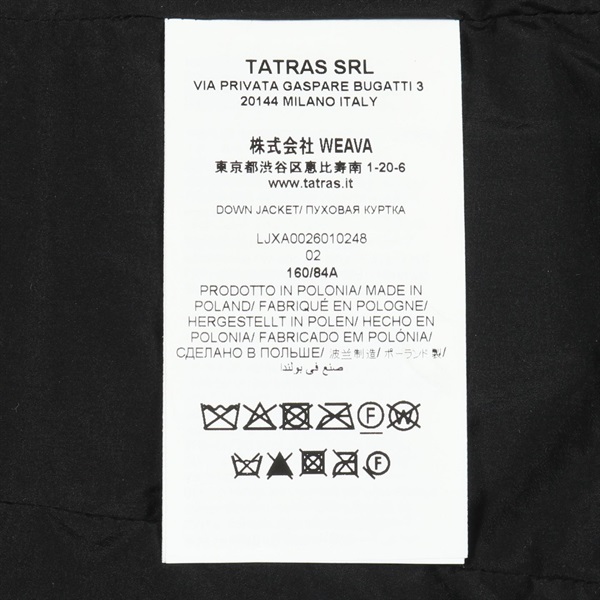 TATRAS SRL
VIA PRIVATA GASPARE BUGATTI 3
20144 MILANO ITALY
株式会社 WEAVA
東京都渋谷区恵比寿南 1-20-6
www.tatras.it
DOWN JACKET/ ПУХОВАЯ КУРТКА
LJXA0026010248
02
160/84A
PRODOTTO IN POLONIA/ MADE IN
POLAND/ FABRIQUÉ EN POLOGNE/
HERGESTELLT IN POLEN/ HECHO EN
POLONIA/ FABRICADO EM POLÓNIA/
СДЕЛАНО В ПОЛЬШЕ/ 波兰制造/ ポーランド製/
صنع في بولندا
F W
F